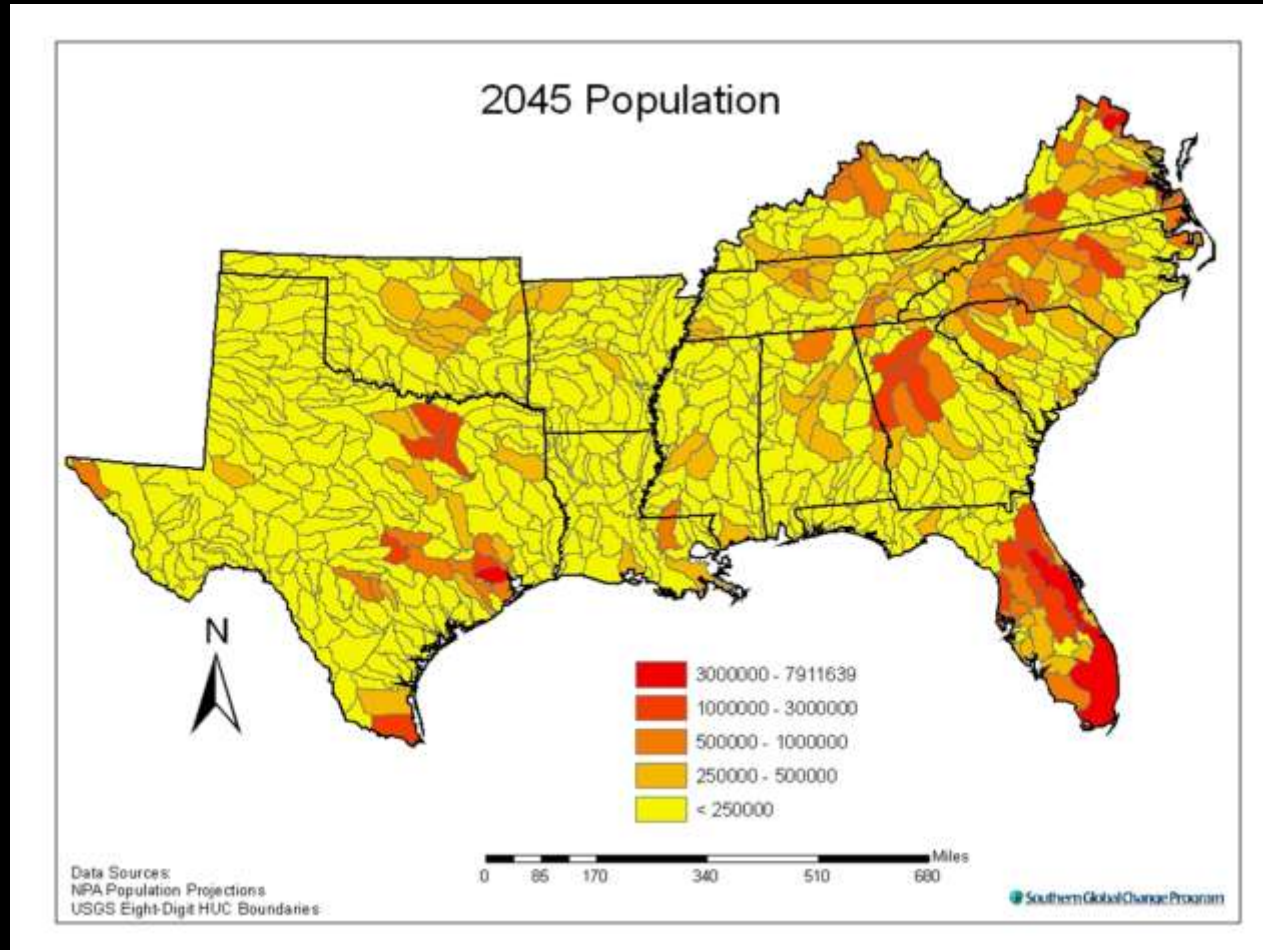 2045 Population
N
3000000 - 7911639
1000000 - 3000000
500000 - 1000000
250000 - 500000
< 250000
Miles
0 85 170 340 510 680
Data Sources:
NPA Population Projections
USGS Eight-Digit HUC Boundaries
Southern Global Change Program